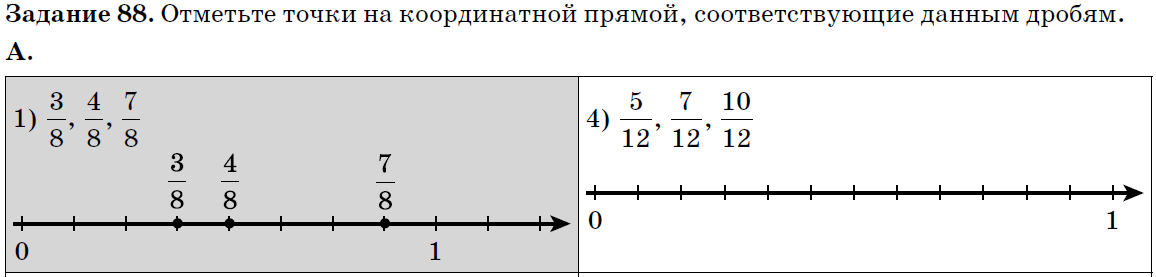 Задание 88. Отметьте точки на координатной прямой, соответствующие данным дробям.
А.
1) 3/8, 4/8, 7/8
3/8 4/8 7/8
0 1
4) 5/12, 7/12, 10/12
0 1